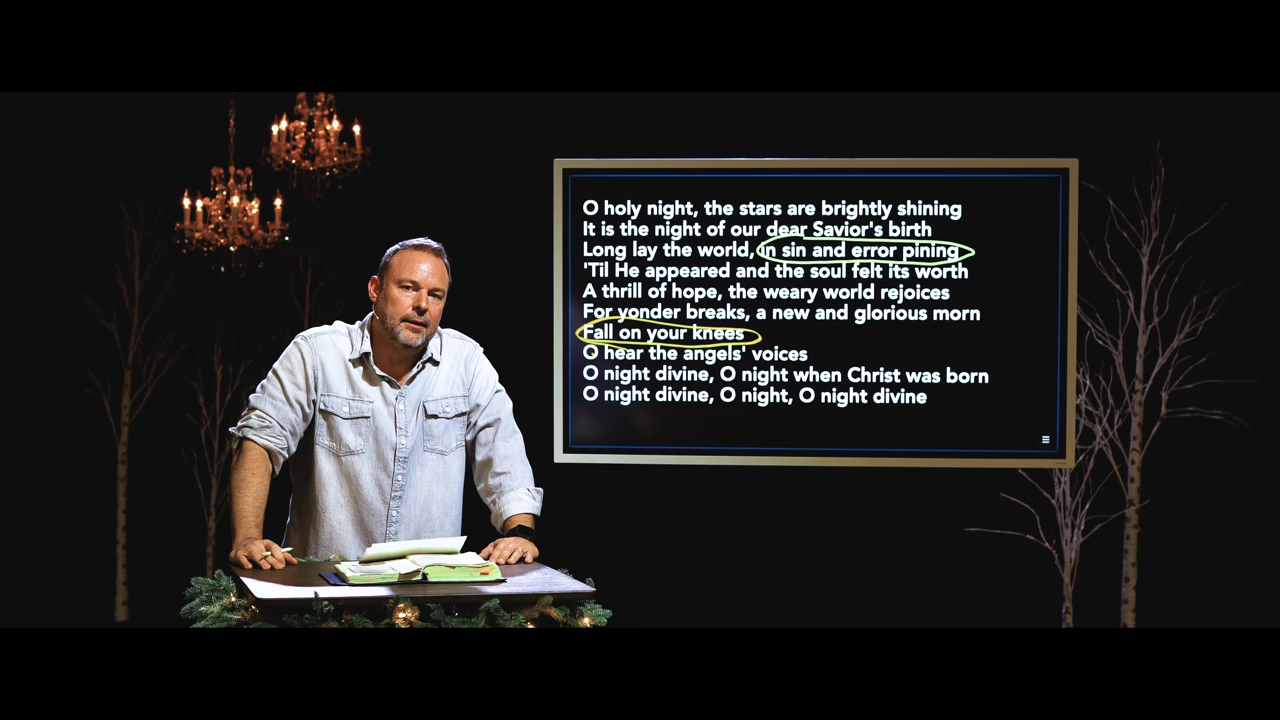 O holy night, the stars are brightly shining
It is the night of our dear Savior's birth
Long lay the world, in sin and error pining
'Til He appeared and the soul felt its worth
A thrill of hope, the weary world rejoices
For yonder breaks, a new and glorious morn
Fall on your knees
O hear the angels' voices
O night divine, O night when Christ was born
O night divine, O night, O night divine